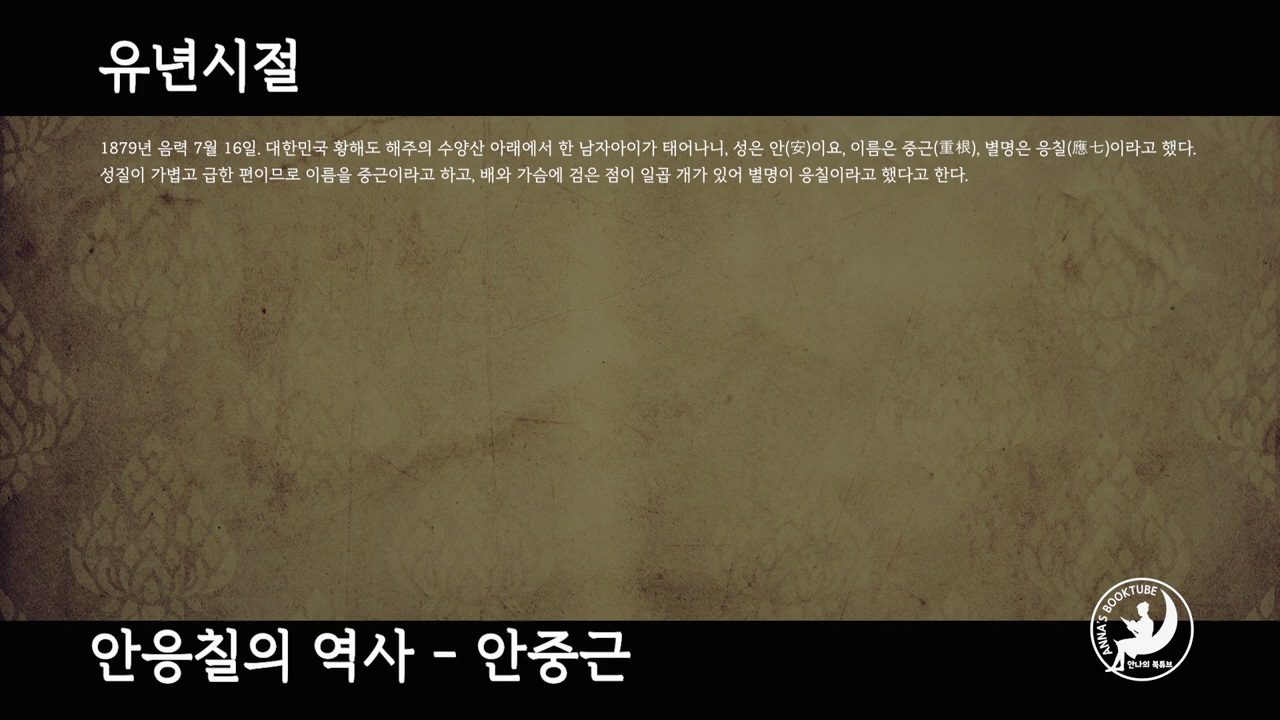 유년시절
1879년 음력 7월 16일. 대한민국 황해도 해주의 수양산 아래에서 한 남자아이가 태어나니, 성은 안(安)이요, 이름은 중근(重根), 별명은 응칠(應七)이라고 했다.
성질이 가볍고 급한 편이므로 이름을 중근이라고 하고, 배와 가슴에 검은 점이 일곱 개가 있어 별명이 응칠이라고 했다고 한다.
ANNA'S BOOKTUBE
안나의 북튜브
안응칠의 역사 - 안중근